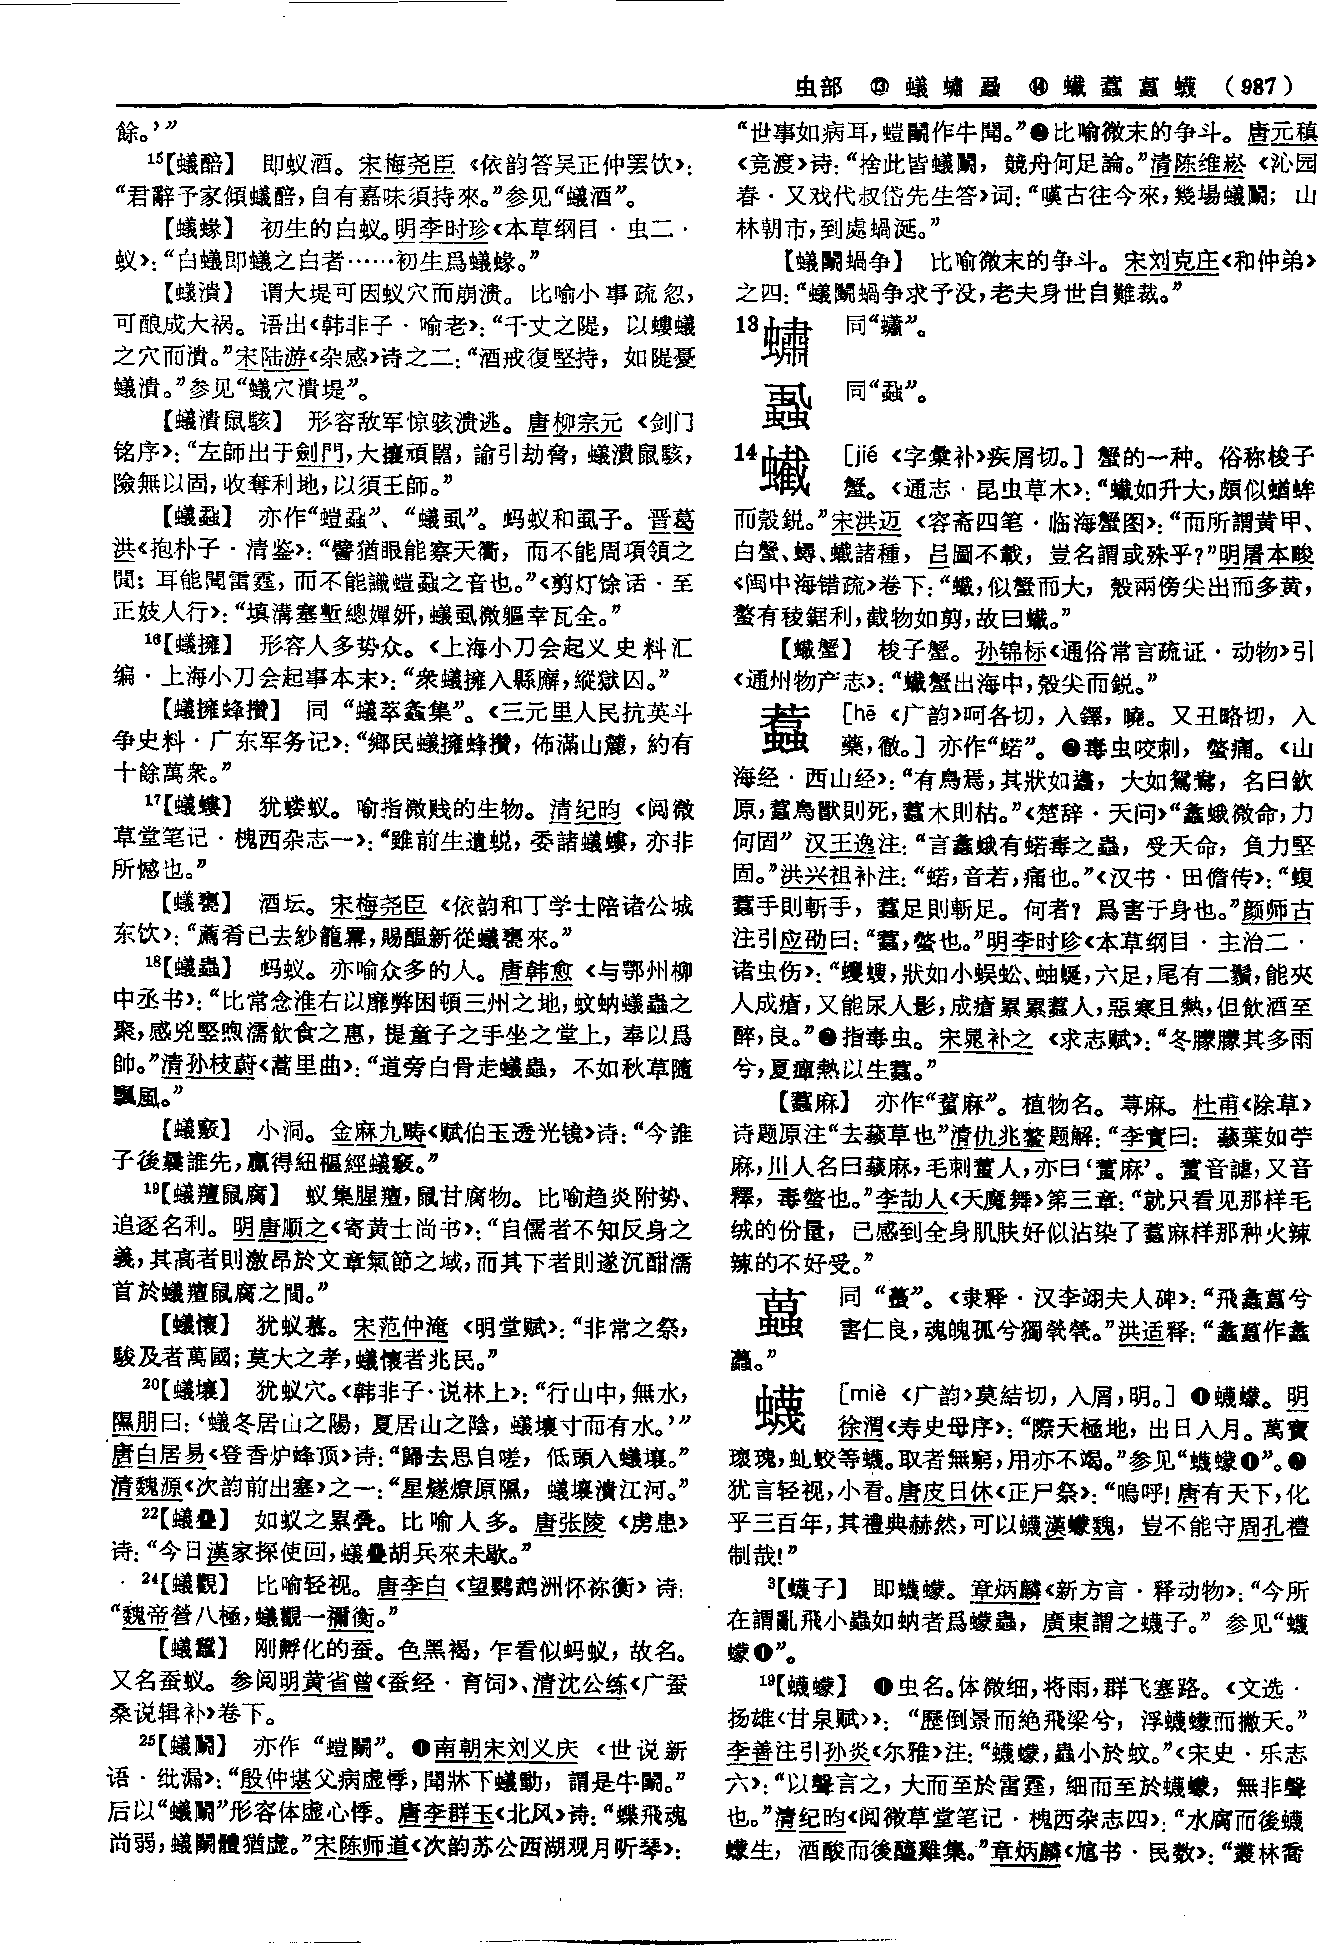 虫部 ⑬ 蟻 蠨 蝨 ⑭ 蠘 蠚 蠤 蠛 (987)
餘。’”
¹⁵【蟻醅】 即蚁酒。宋梅尧臣《依韵答吴正仲罢饮》：
“君辭予家傾蟻醅，自有嘉味須持來。”参见“蟻酒”。
【蟻蝝】 初生的白蚁。明李时珍《本草纲目·虫二·
蚁》：“白蟻即蟻之白者……初生爲蟻蝝。”
【蟻潰】 谓大堤可因蚁穴而崩溃。比喻小事疏忽，
可酿成大祸。语出《韩非子·喻老》：“千丈之隄，以螻蟻
之穴而潰。”宋陆游《杂感》诗之二：“酒戒復堅持，如隄憂
蟻潰。”参见“蟻穴潰堤”。
【蟻潰鼠駭】 形容敌军惊骇溃逃。唐柳宗元《剑门
铭序》：“左師出于劍門，大攘頑嚚，諭引劫脅，蟻潰鼠駭，
險無以固，收奪利地，以須王師。”
【蟻蝨】 亦作“螘蝨”、“蟻虱”。蚂蚁和虱子。晋葛
洪《抱朴子·清鉴》：“譬猶眼能察天衢，而不能周項領之
間；耳能聞雷霆，而不能識螘蝨之音也。”《剪灯馀话·至
正妓人行》：“填溝塞塹總嬋妍，蟻虱微軀幸瓦全。”
¹⁶【蟻擁】 形容人多势众。《上海小刀会起义史料汇
编·上海小刀会起事本末》：“衆蟻擁入縣廨，縱獄囚。”
【蟻擁蜂攢】 同“蟻萃螽集”。《三元里人民抗英斗
争史料·广东军务记》：“鄉民蟻擁蜂攢，佈滿山麓，約有
十餘萬衆。”
¹⁷【蟻螻】 犹蝼蚁。喻指微贱的生物。清纪昀《阅微
草堂笔记·槐西杂志一》：“雖前生遺蜕，委諸蟻螻，亦非
所憾也。”
【蟻甕】 酒坛。宋梅尧臣《依韵和丁学士陪诸公城
东饮》：“薦肴已去紗籠羃，賜醖新從蟻甕來。”
¹⁸【蟻蟲】 蚂蚁。亦喻众多的人。唐韩愈《与鄂州柳
中丞书》：“比常念淮右以靡弊困頓三州之地，蚊蚋蟻蟲之
聚，感兇竪煦濡飲食之惠，提童子之手坐之堂上，奉以爲
帥。”清孙枝蔚《蒿里曲》：“道旁白骨走蟻蟲，不如秋草隨
飄風。”
【蟻竅】 小洞。金麻九畴《赋伯玉透光镜》诗：“今誰
子後曩誰先，贏得紐樞經蟻竅。”
¹⁹【蟻羶鼠腐】 蚁集腥羶，鼠甘腐物。比喻趋炎附势、
追逐名利。明唐顺之《寄黄士尚书》：“自儒者不知反身之
義，其高者則激昂於文章氣節之域，而其下者則遂沉酣濡
首於蟻羶鼠腐之間。”
【蟻懷】 犹蚁慕。宋范仲淹《明堂赋》：“非常之祭，
駿及者萬國；莫大之孝，蟻懷者兆民。”
²⁰【蟻壤】 犹蚁穴。《韩非子·说林上》：“行山中，無水，
隰朋曰：‘蟻冬居山之陽，夏居山之陰，蟻壤寸而有水。’”
唐白居易《登香炉峰顶》诗：“歸去思自嗟，低頭入蟻壤。”
清魏源《次韵前出塞》之一：“星燧燎原隰，蟻壤潰江河。”
²²【蟻疊】 如蚁之累叠。比喻人多。唐张陵《虏患》
诗：“今日漢家探使回，蟻疊胡兵來未歇。”
²⁴【蟻觀】 比喻轻视。唐李白《望鹦鹉洲怀祢衡》诗：
“魏帝營八極，蟻觀一禰衡。”
【蟻蠶】 刚孵化的蚕。色黑褐，乍看似蚂蚁，故名。
又名蚕蚁。参阅明黄省曾《蚕经·育饲》、清沈公练《广蚕
桑说辑补》卷下。
²⁵【蟻鬭】 亦作“螘鬭”。❶南朝宋刘义庆《世说新
语·纰漏》：“殷仲堪父病虚悸，聞牀下蟻動，謂是牛鬭。”
后以“蟻鬭”形容体虚心悸。唐李群玉《北风》诗：“蝶飛魂
尚弱，蟻鬭體猶虚。”宋陈师道《次韵苏公西湖观月听琴》：
“世事如病耳，螘鬭作牛聞。”❷比喻微末的争斗。唐元稹
《竞渡》诗：“捨此皆蟻鬭，競舟何足論。”清陈维崧《沁园
春·又戏代叔岱先生答》词：“嘆古往今來，幾場蟻鬭；山
林朝市，到處蝸涎。”
【蟻鬭蝸争】 比喻微末的争斗。宋刘克庄《和仲弟》
之四：“蟻鬭蝸争求予没，老夫身世自難裁。”
13 蠨 同“蟰”。
同“蝨”。
14 蠘 [jié 《字彙补》疾屑切。] 蟹的一种。俗称梭子
蟹。《通志·昆虫草木》：“蠘如升大，頗似蝤蛑
而殼鋭。”宋洪迈《容斋四笔·临海蟹图》：“而所謂黄甲、
白蟹、蟳、蠘諸種，吕圖不載，豈名謂或殊乎？”明屠本畯
《闽中海错疏》卷下：“蠘，似蟹而大，殼兩傍尖出而多黄，
螯有稜鋸利，截物如剪，故曰蠘。”
【蠘蟹】 梭子蟹。孙锦标《通俗常言疏证·动物》引
《通州物产志》：“蠘蟹出海中，殼尖而鋭。”
蠚 [hē 《广韵》呵各切，入鐸，曉。又丑略切，入
藥，徹。] 亦作“蠚”。❶毒虫咬刺，螫痛。《山
海经·西山经》：“有鳥焉，其狀如蠭，大如鴛鴦，名曰欽
原，蠚鳥獸則死，蠚木則枯。”《楚辞·天问》“蠭蛾微命，力
何固” 汉王逸注：“言蠭蛾有蠚毒之蟲，受天命，負力堅
固。”洪兴祖补注：“蠚，音若，痛也。”《汉书·田儋传》：“蝮
蠚手則斬手，蠚足則斬足。何者？爲害于身也。”颜师古
注引应劭曰：“蠚，螫也。”明李时珍《本草纲目·主治二·
诸虫伤》：“蠼螋，狀如小蜈蚣、蚰蜒，六足，尾有二鬚，能夾
人成瘡，又能尿人影，成瘡累累蠚人，惡寒且熱，但飲酒至
醉，良。”❷指毒虫。宋晁补之《求志赋》：“冬朦朦其多雨
兮，夏癉熱以生蠚。”
【蠚麻】 亦作“蜇麻”。植物名。荨麻。杜甫《除草》
诗题原注“去蕁草也”清仇兆鳌题解：“李實曰：蕁葉如苧
麻，川人名曰蕁麻，毛刺蠚人，亦曰‘蠚麻’。蠚音謔，又音
釋，毒螫也。”李劼人《天魔舞》第三章：“就只看见那样毛
绒的份量，已感到全身肌肤好似沾染了蠚麻样那种火辣
辣的不好受。”
同“蠆”。《隶释·汉李翊夫人碑》：“飛蠭蠤兮
害仁良，魂魄孤兮獨煢煢。”洪适释：“蠭蠤作蠭
蠆。”
蠛 [miè 《广韵》莫結切，入屑，明。] ❶蠛蠓。明
徐渭《寿史母序》：“際天極地，出日入月。萬寶
瓌瑰，虬蛟等蠛。取者無窮，用亦不竭。”参见“蠛蠓❶”。❷
犹言轻视，小看。唐皮日休《正尸祭》：“嗚呼！唐有天下，化
乎三百年，其禮典赫然，可以蠛漢蠓魏，豈不能守周孔禮
制哉！”
³【蠛子】 即蠛蠓。章炳麟《新方言·释动物》：“今所
在謂亂飛小蟲如蚋者爲蠓蟲，廣東謂之蠛子。”参见“蠛
蠓❶”。
¹³【蠛蠓】 ❶虫名。体微细，将雨，群飞塞路。《文选·
扬雄〈甘泉赋〉》：“歷倒景而絶飛梁兮，浮蠛蠓而撇天。”
李善注引孙炎《尔雅》注：“蠛蠓，蟲小於蚊。”《宋史·乐志
六》：“以聲言之，大而至於雷霆，細而至於蠛蠓，無非聲
也。”清纪昀《阅微草堂笔记·槐西杂志四》：“水腐而後蠛
蠓生，酒酸而後醯雞集。”章炳麟《訄书·民数》：“叢林喬